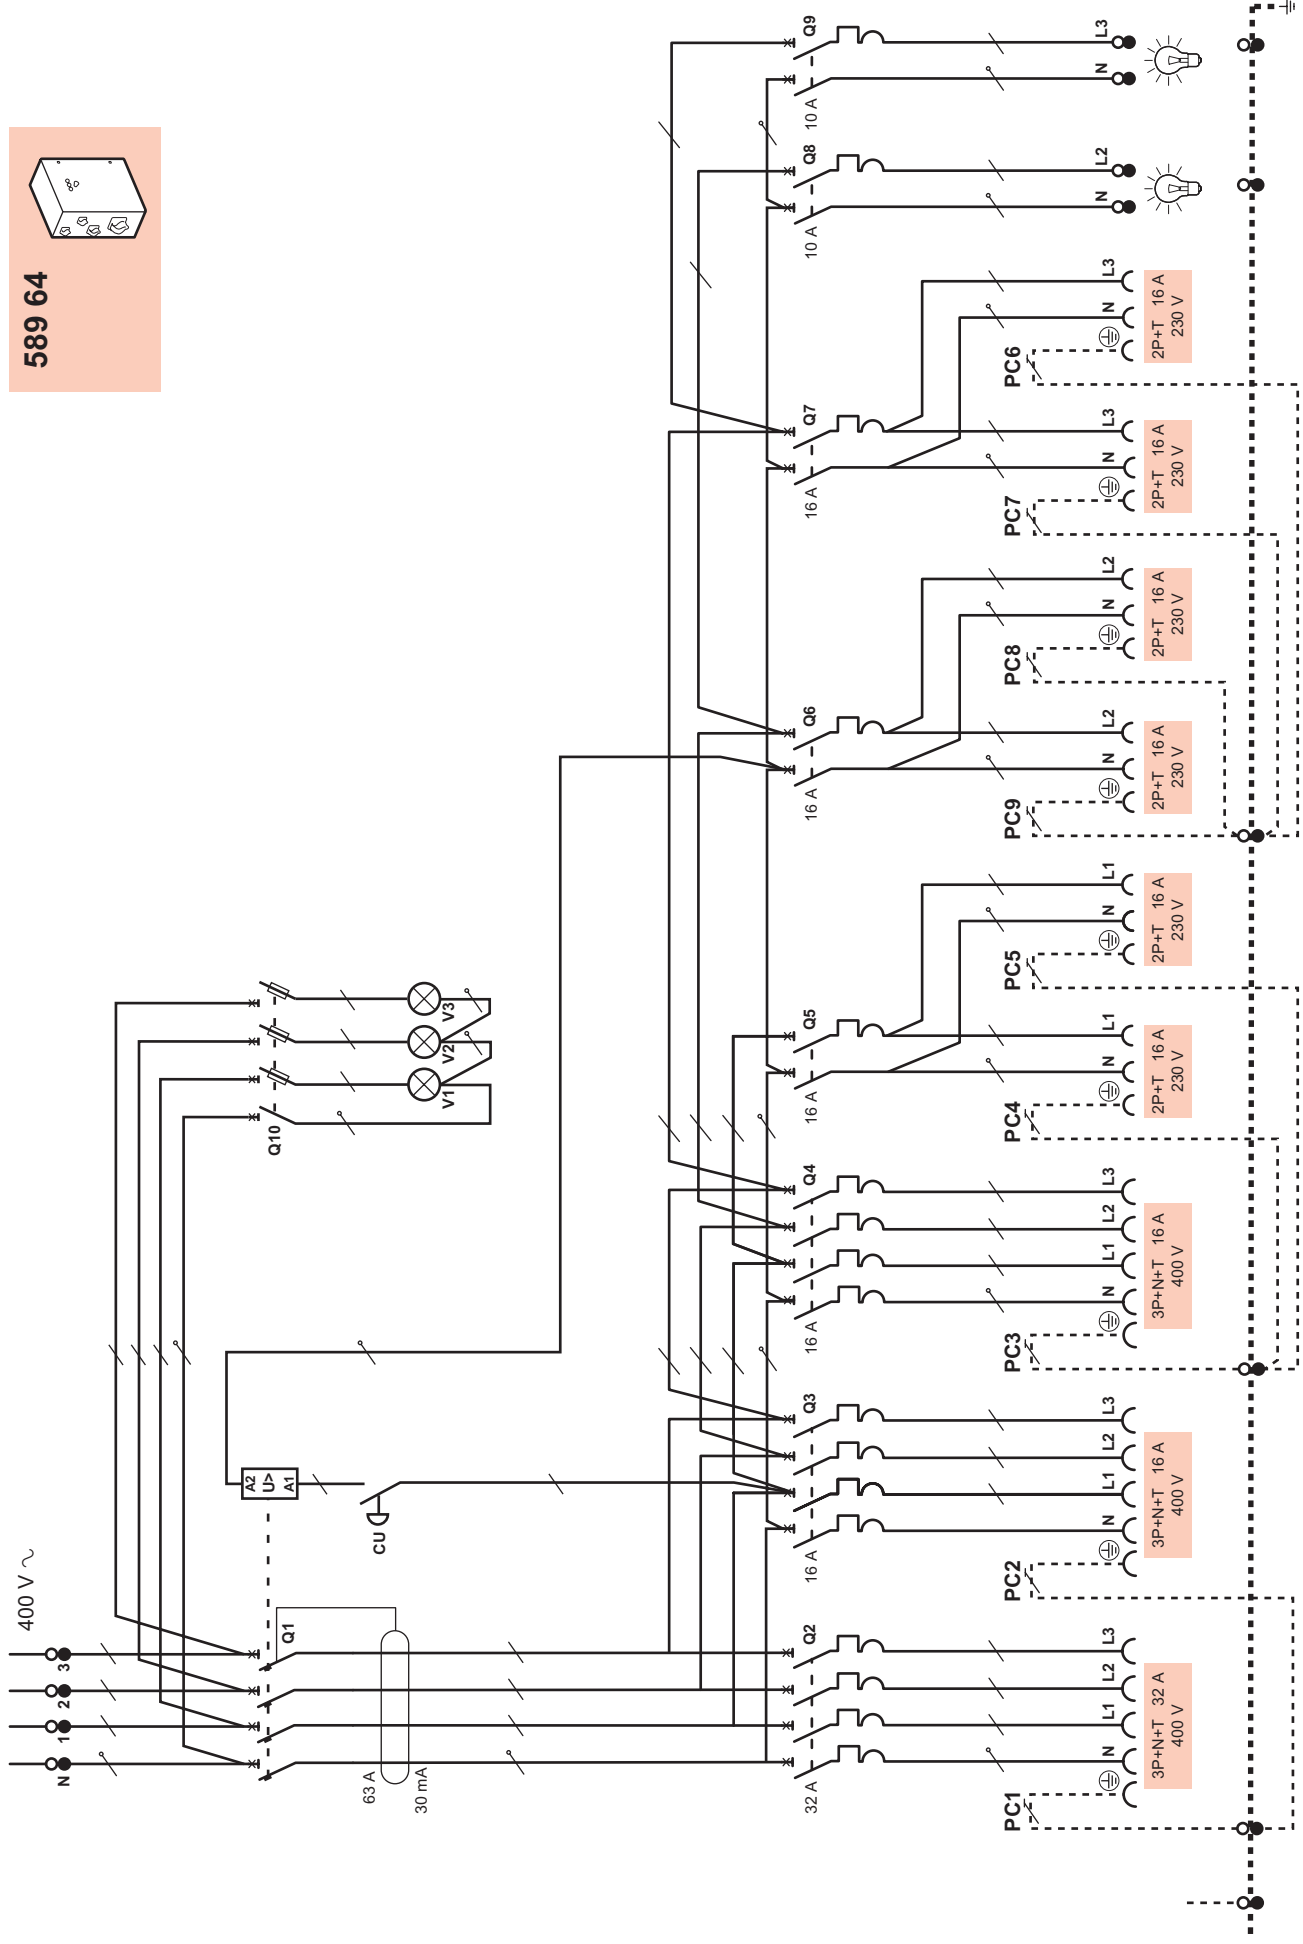 589 64
400 V
N
1
2
3
Q1
63 A
30 mA
A2
U>
A1
CU
Q10
V1
V2
V3
Q2
32 A
Q3
16 A
Q4
16 A
Q5
16 A
Q6
16 A
Q7
16 A
Q8
10 A
Q9
10 A
PC1
N
L1
L2
L3
3P+N+T 32 A
400 V
PC2
N
L1
L2
L3
3P+N+T 16 A
400 V
PC3
N
L1
L2
L3
3P+N+T 16 A
400 V
PC4
N
L1
2P+T 16 A
230 V
PC5
N
L1
2P+T 16 A
230 V
PC9
N
L2
2P+T 16 A
230 V
PC8
N
L2
2P+T 16 A
230 V
PC7
N
L3
2P+T 16 A
230 V
PC6
N
L3
2P+T 16 A
230 V
N
L2
N
L3